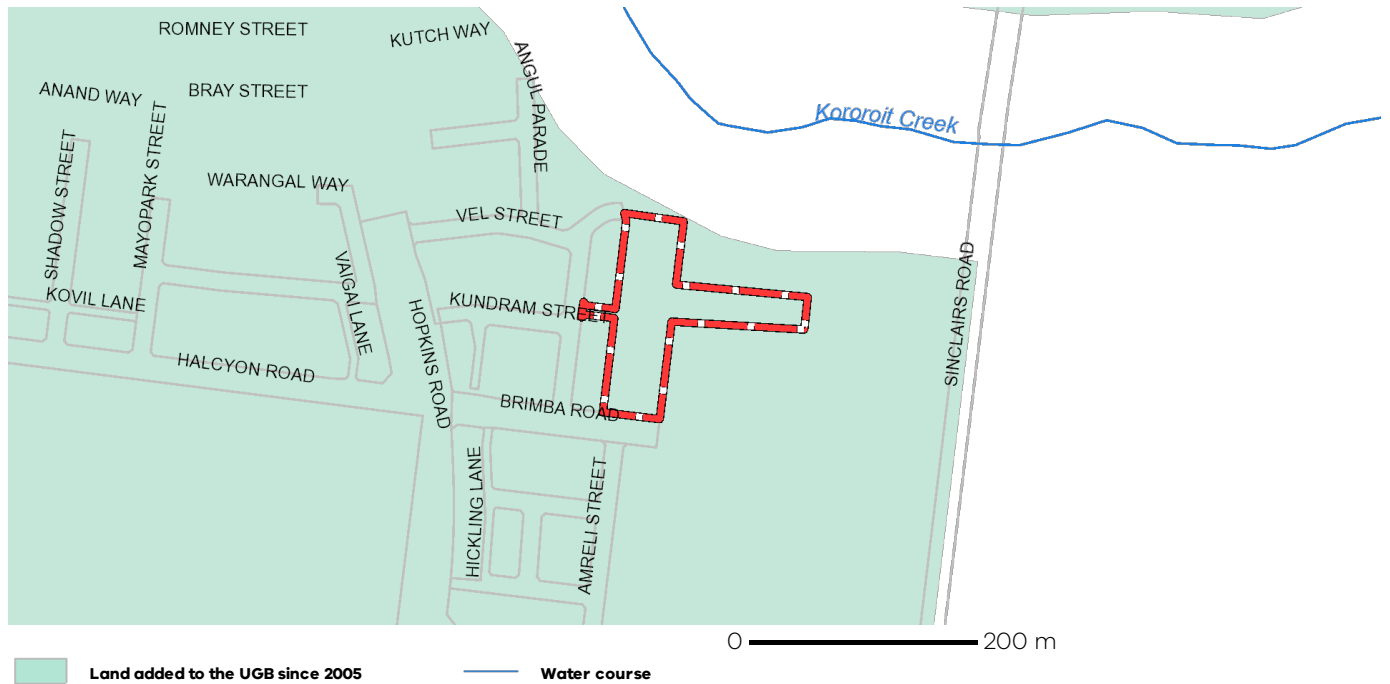 ROMNEY STREET
KUTCH WAY
ANGUL PARADE
ANAND WAY
BRAY STREET
Kororoit Creek
SHADOW STREET
MAYOPARK STREET
WARANGAL WAY
VEL STREET
VAIGAI LANE
KOVIL LANE
HOPKINS ROAD
KUNDRAM STREET
SINCLAIRS ROAD
HALCYON ROAD
BRIMBA ROAD
HICKLING LANE
AMRELI STREET
0 200 m
Land added to the UGB since 2005 Water course